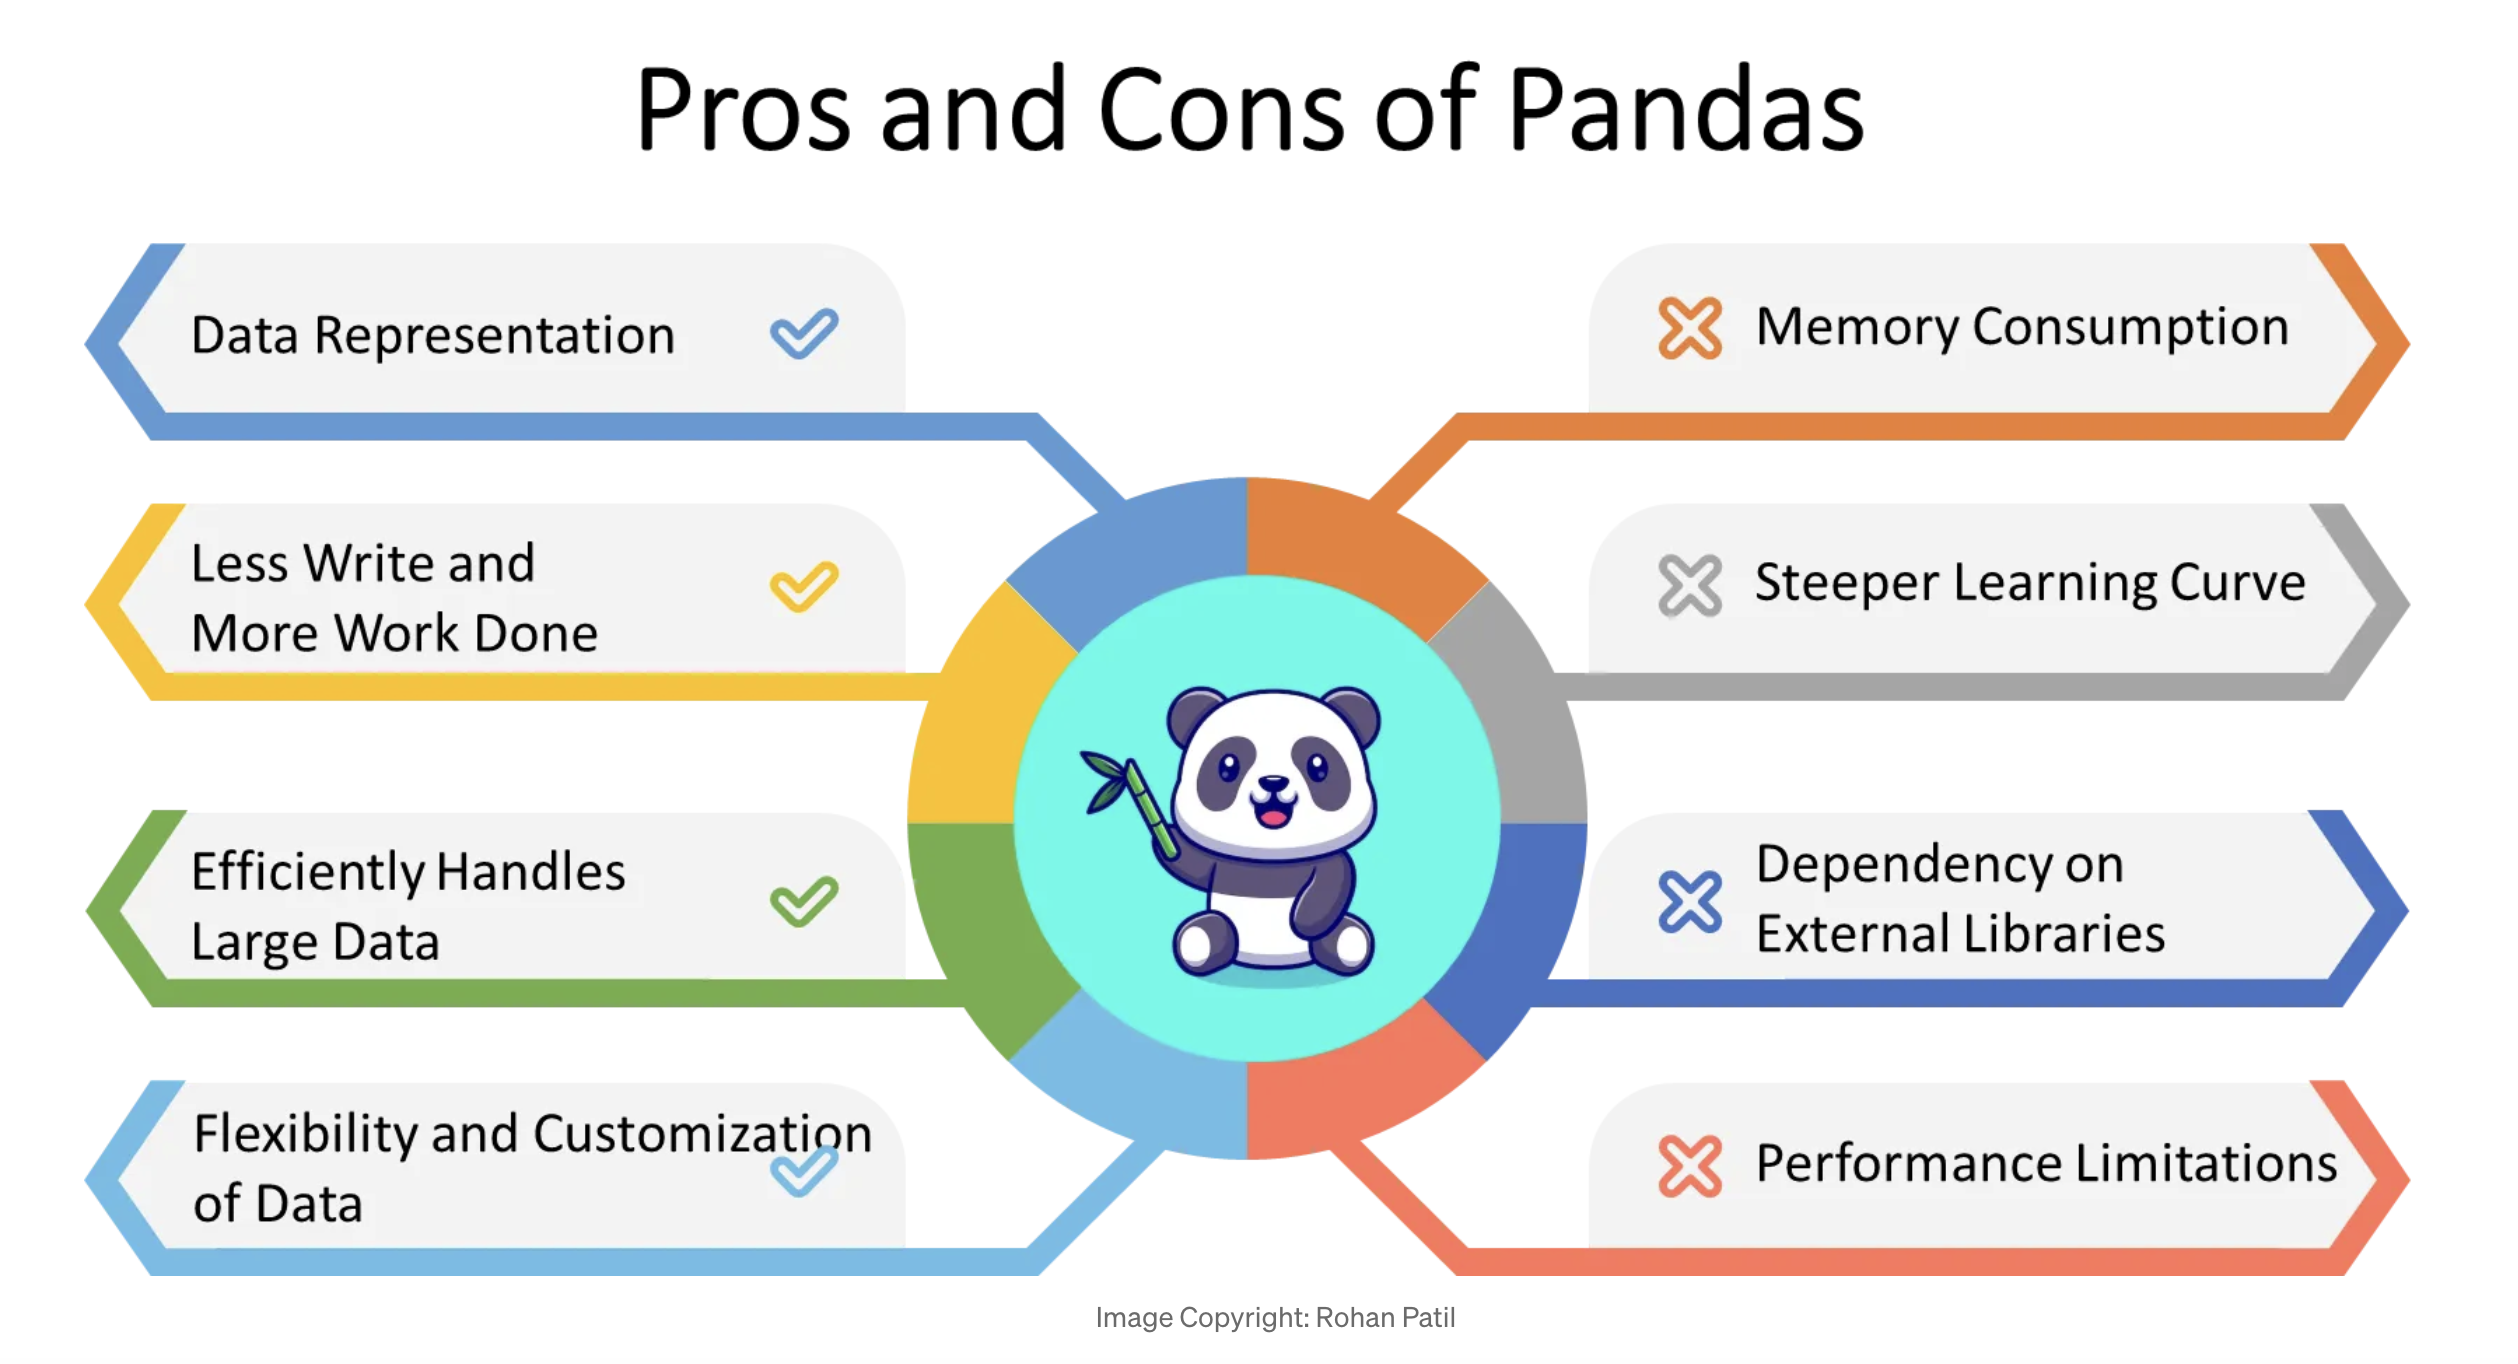 Pros and Cons of Pandas
Data Representation
Less Write and
More Work Done
Efficiently Handles
Large Data
Flexibility and Customization
of Data
Memory Consumption
Steeper Learning Curve
Dependency on
External Libraries
Performance Limitations
Image Copyright: Rohan Patil